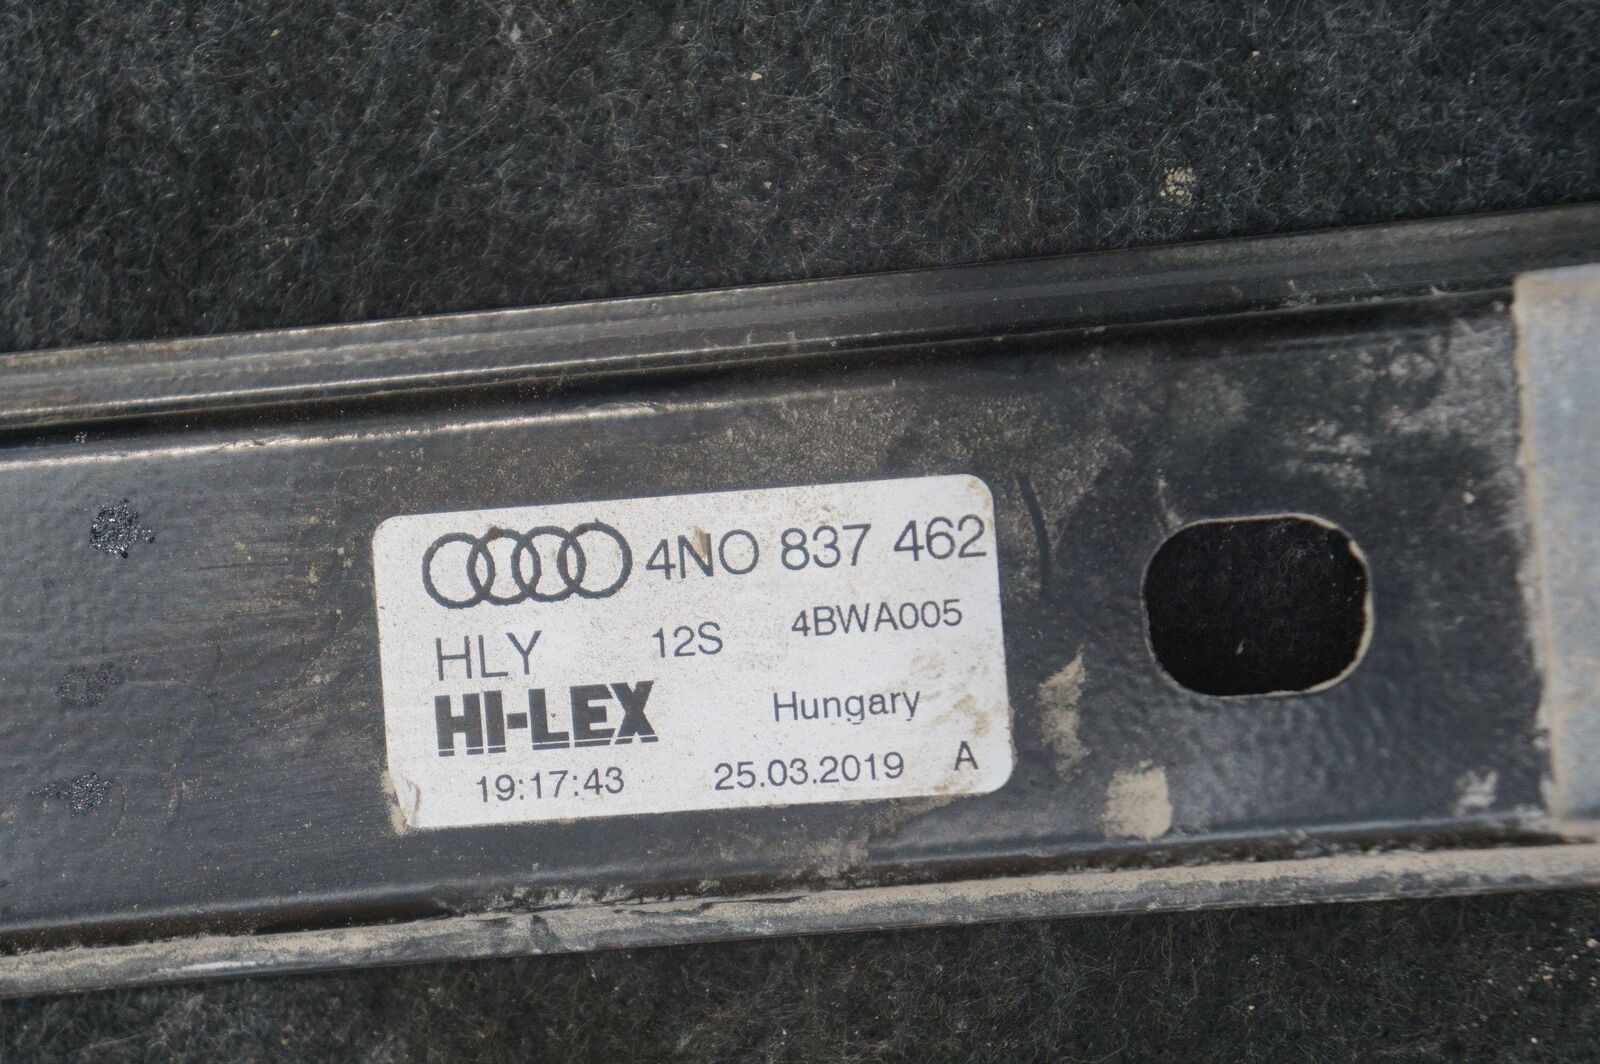 4N0 837 462
HLY 12S 4BWA005
HI-LEX Hungary
19:17:43 25.03.2019 A